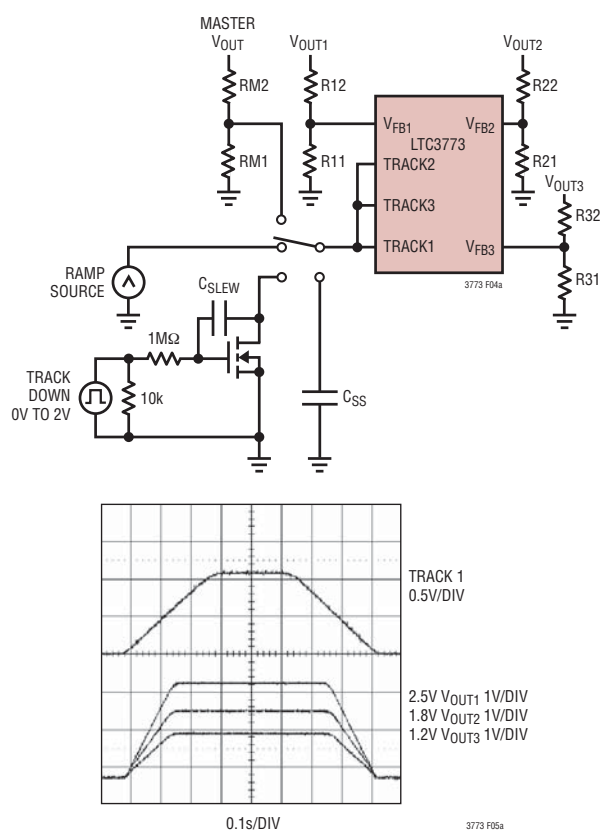 MASTER
VOUT
VOUT1
VOUT2
RM2
R12
R22
VFB1
VFB2
LTC3773
RM1
R11
TRACK2
R21
VOUT3
TRACK3
R32
TRACK1
VFB3
RAMP
SOURCE
3773 F04a
R31
CSLEW
1MΩ
TRACK
DOWN
0V TO 2V
10k
CSS
TRACK 1
0.5V/DIV
2.5V VOUT1 1V/DIV
1.8V VOUT2 1V/DIV
1.2V VOUT3 1V/DIV
0.1s/DIV
3773 F05a